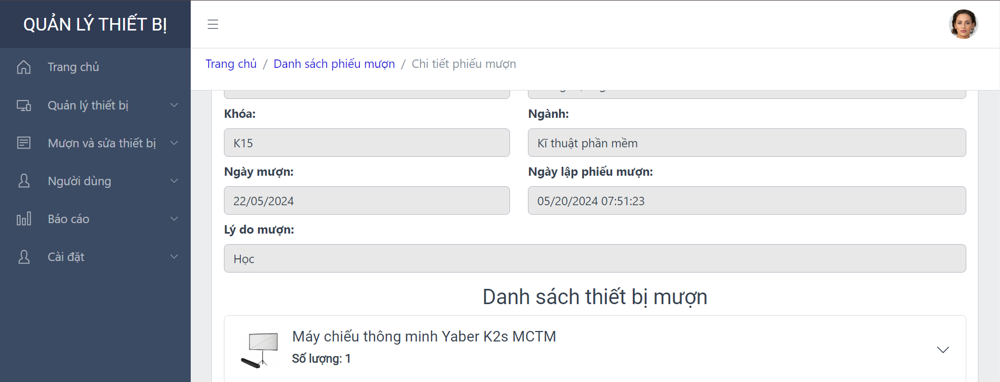 QUẢN LÝ THIẾT BỊ
Trang chủ
Quản lý thiết bị
Mượn và sửa thiết bị
Người dùng
Báo cáo
Cài đặt
Trang chủ / Danh sách phiếu mượn / Chi tiết phiếu mượn
Khóa:
Ngành:
K15
Kĩ thuật phần mềm
Ngày mượn:
Ngày lập phiếu mượn:
22/05/2024
05/20/2024 07:51:23
Lý do mượn:
Học
Danh sách thiết bị mượn
Máy chiếu thông minh Yaber K2s MCTM
Số lượng: 1